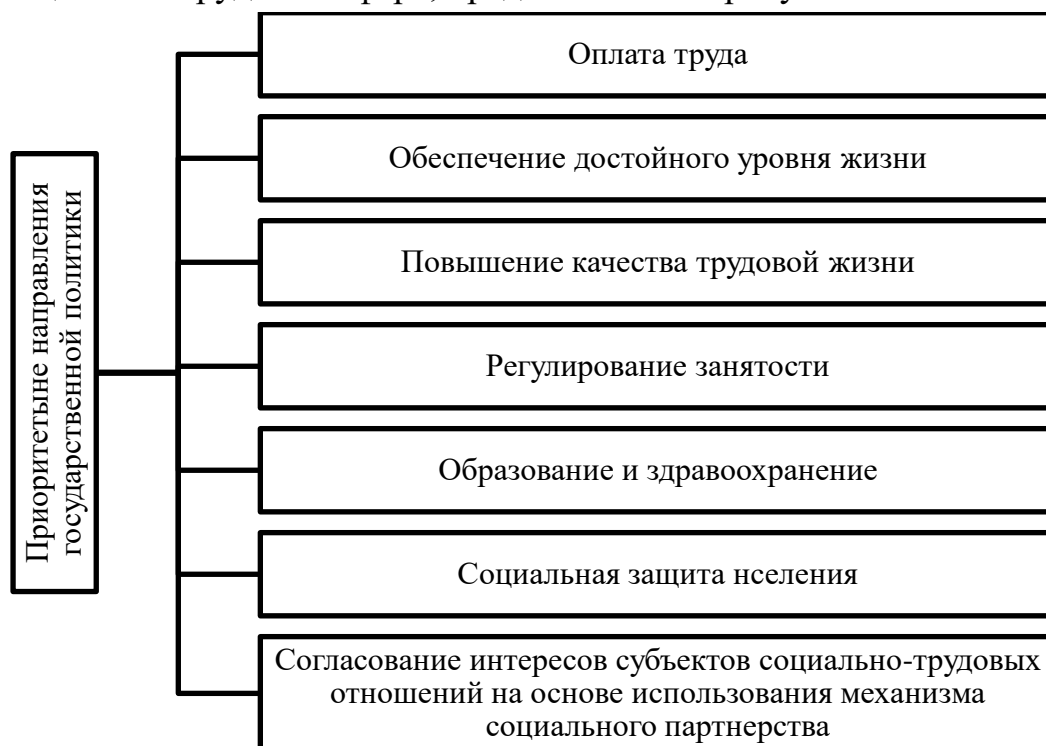 Оплата труда
Обеспечение достойного уровня жизни
Повышение качества трудовой жизни
Приоритетыне направления
государственной политики
Регулирование занятости
Образование и здравоохранение
Социальная защита нселения
Согласование интересов субъектов социально-трудовых
отношений на основе использования механизма
социального партнерства